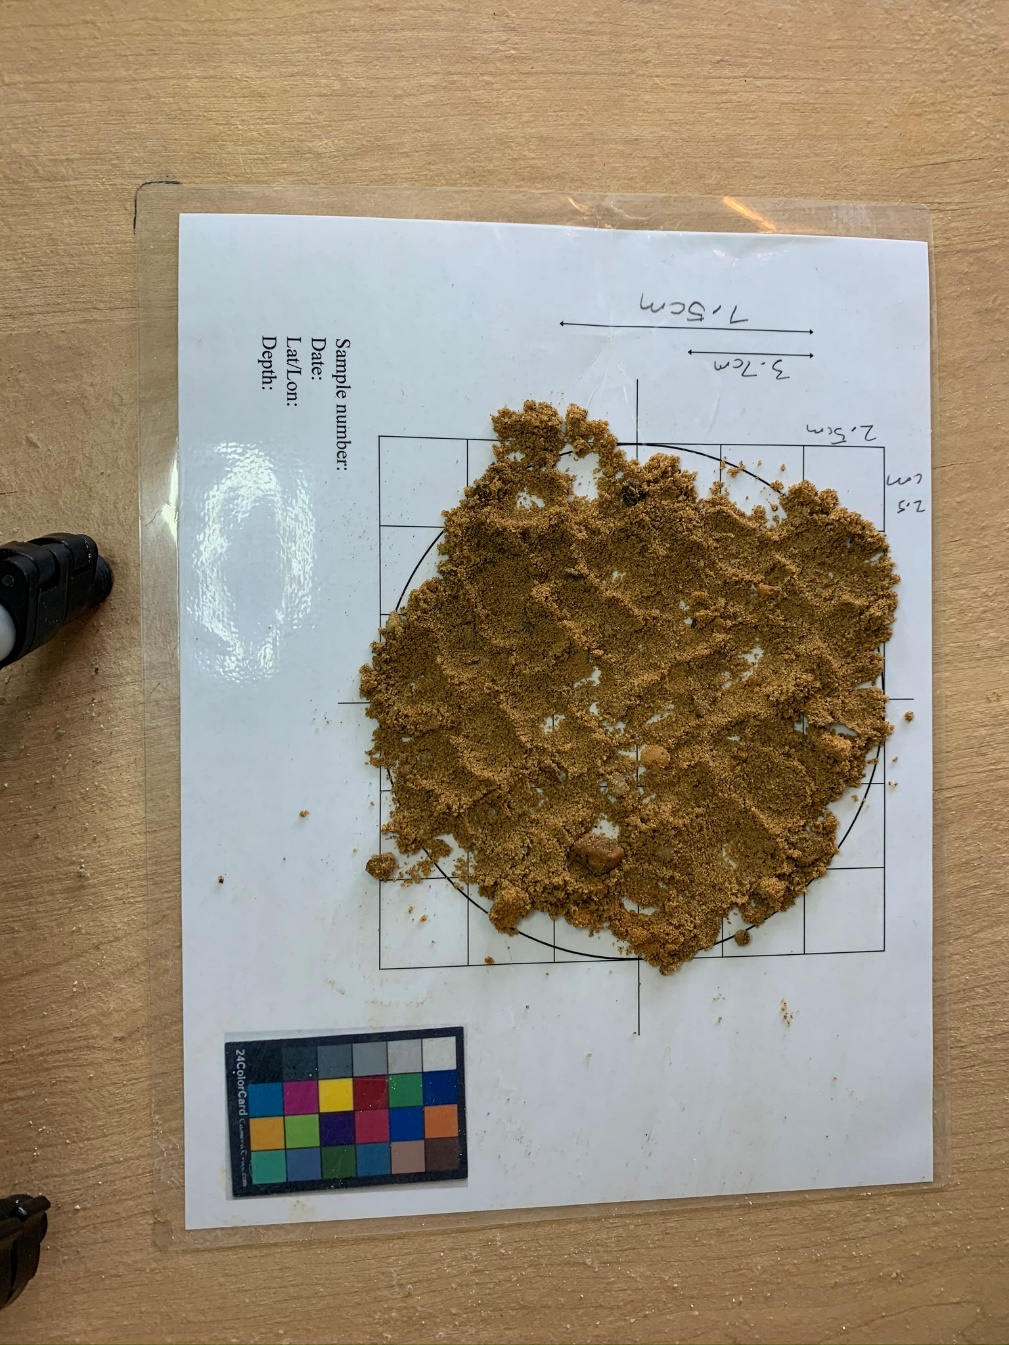 Sample number:
Date:
Lat/Lon:
Depth:
7.5cm
3.7cm
2.5cm
2.5
cm
24ColorCard